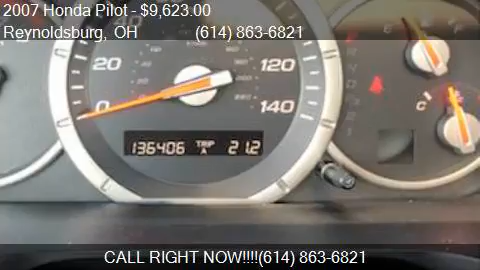 2007 Honda Pilot - $9,623.00
Reynoldsburg, OH (614) 863-6821
20
0
140
C
136406 TRIP A 21.2
CALL RIGHT NOW!!!!(614) 863-6821